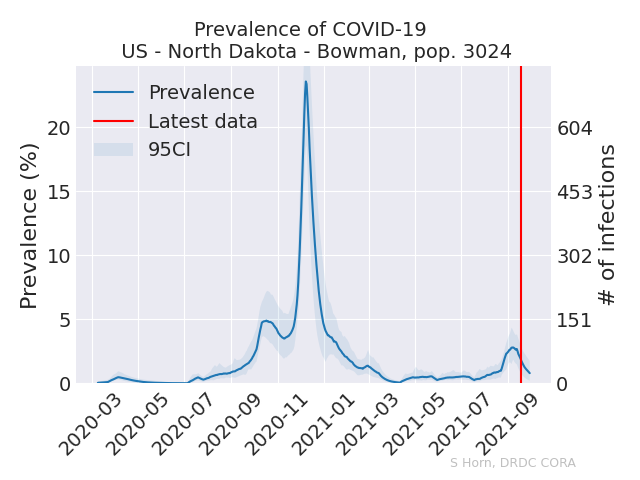 Prevalence of COVID-19
US - North Dakota - Bowman, pop. 3024
Prevalence
Latest data
95CI
Prevalence (%)
20
15
10
5
0
# of infections
604
453
302
151
0
2020-03
2020-05
2020-07
2020-09
2020-11
2021-01
2021-03
2021-05
2021-07
2021-09
S Horn, DRDC CORA